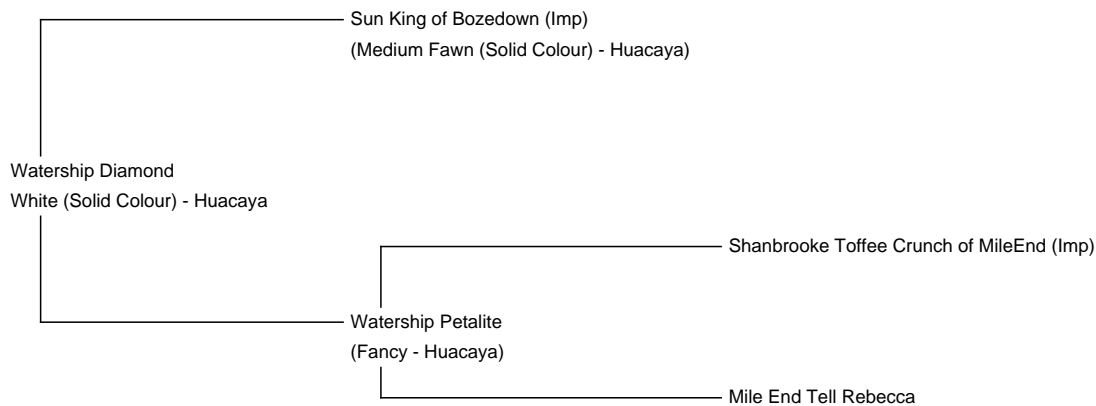 Sun King of Bozedown (Imp)
(Medium Fawn (Solid Colour) - Huacaya)
Watership Diamond
White (Solid Colour) - Huacaya
Shanbrooke Toffee Crunch of MileEnd (Imp)
Watership Petalite
(Fancy - Huacaya)
Mile End Tell Rebecca